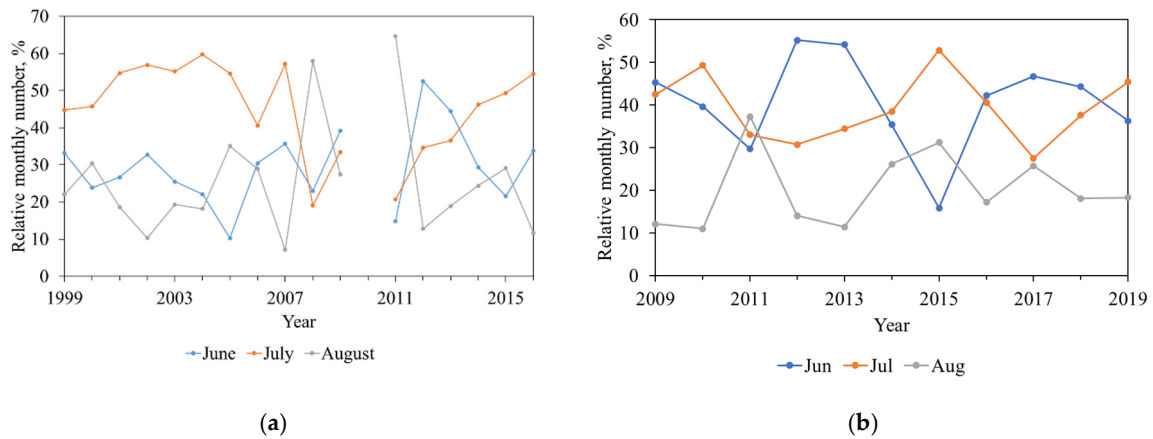 70
60
50
40
30
20
10
0
Relative monthly number, %
1999 2003 2007 2011 2015
Year
June July August
(a)
60
50
40
30
20
10
0
Relative monthly number, %
2009 2011 2013 2015 2017 2019
Year
Jun Jul Aug
(b)